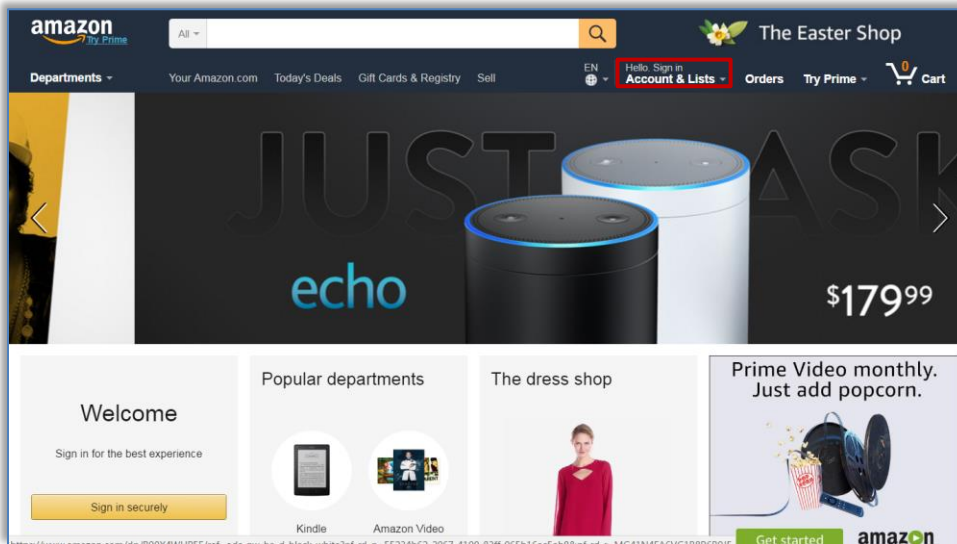 amazon
Try Prime
All
The Easter Shop
Departments
Your Amazon.com Today's Deals Gift Cards & Registry Sell
EN
Hello. Sign in
Account & Lists
Orders
Try Prime
0
Cart
JUST ASK
echo
$179 99
Welcome
Sign in for the best experience
Sign in securely
Popular departments
Kindle
Amazon Video
The dress shop
Prime Video monthly.
Just add popcorn.
Get started
amazon